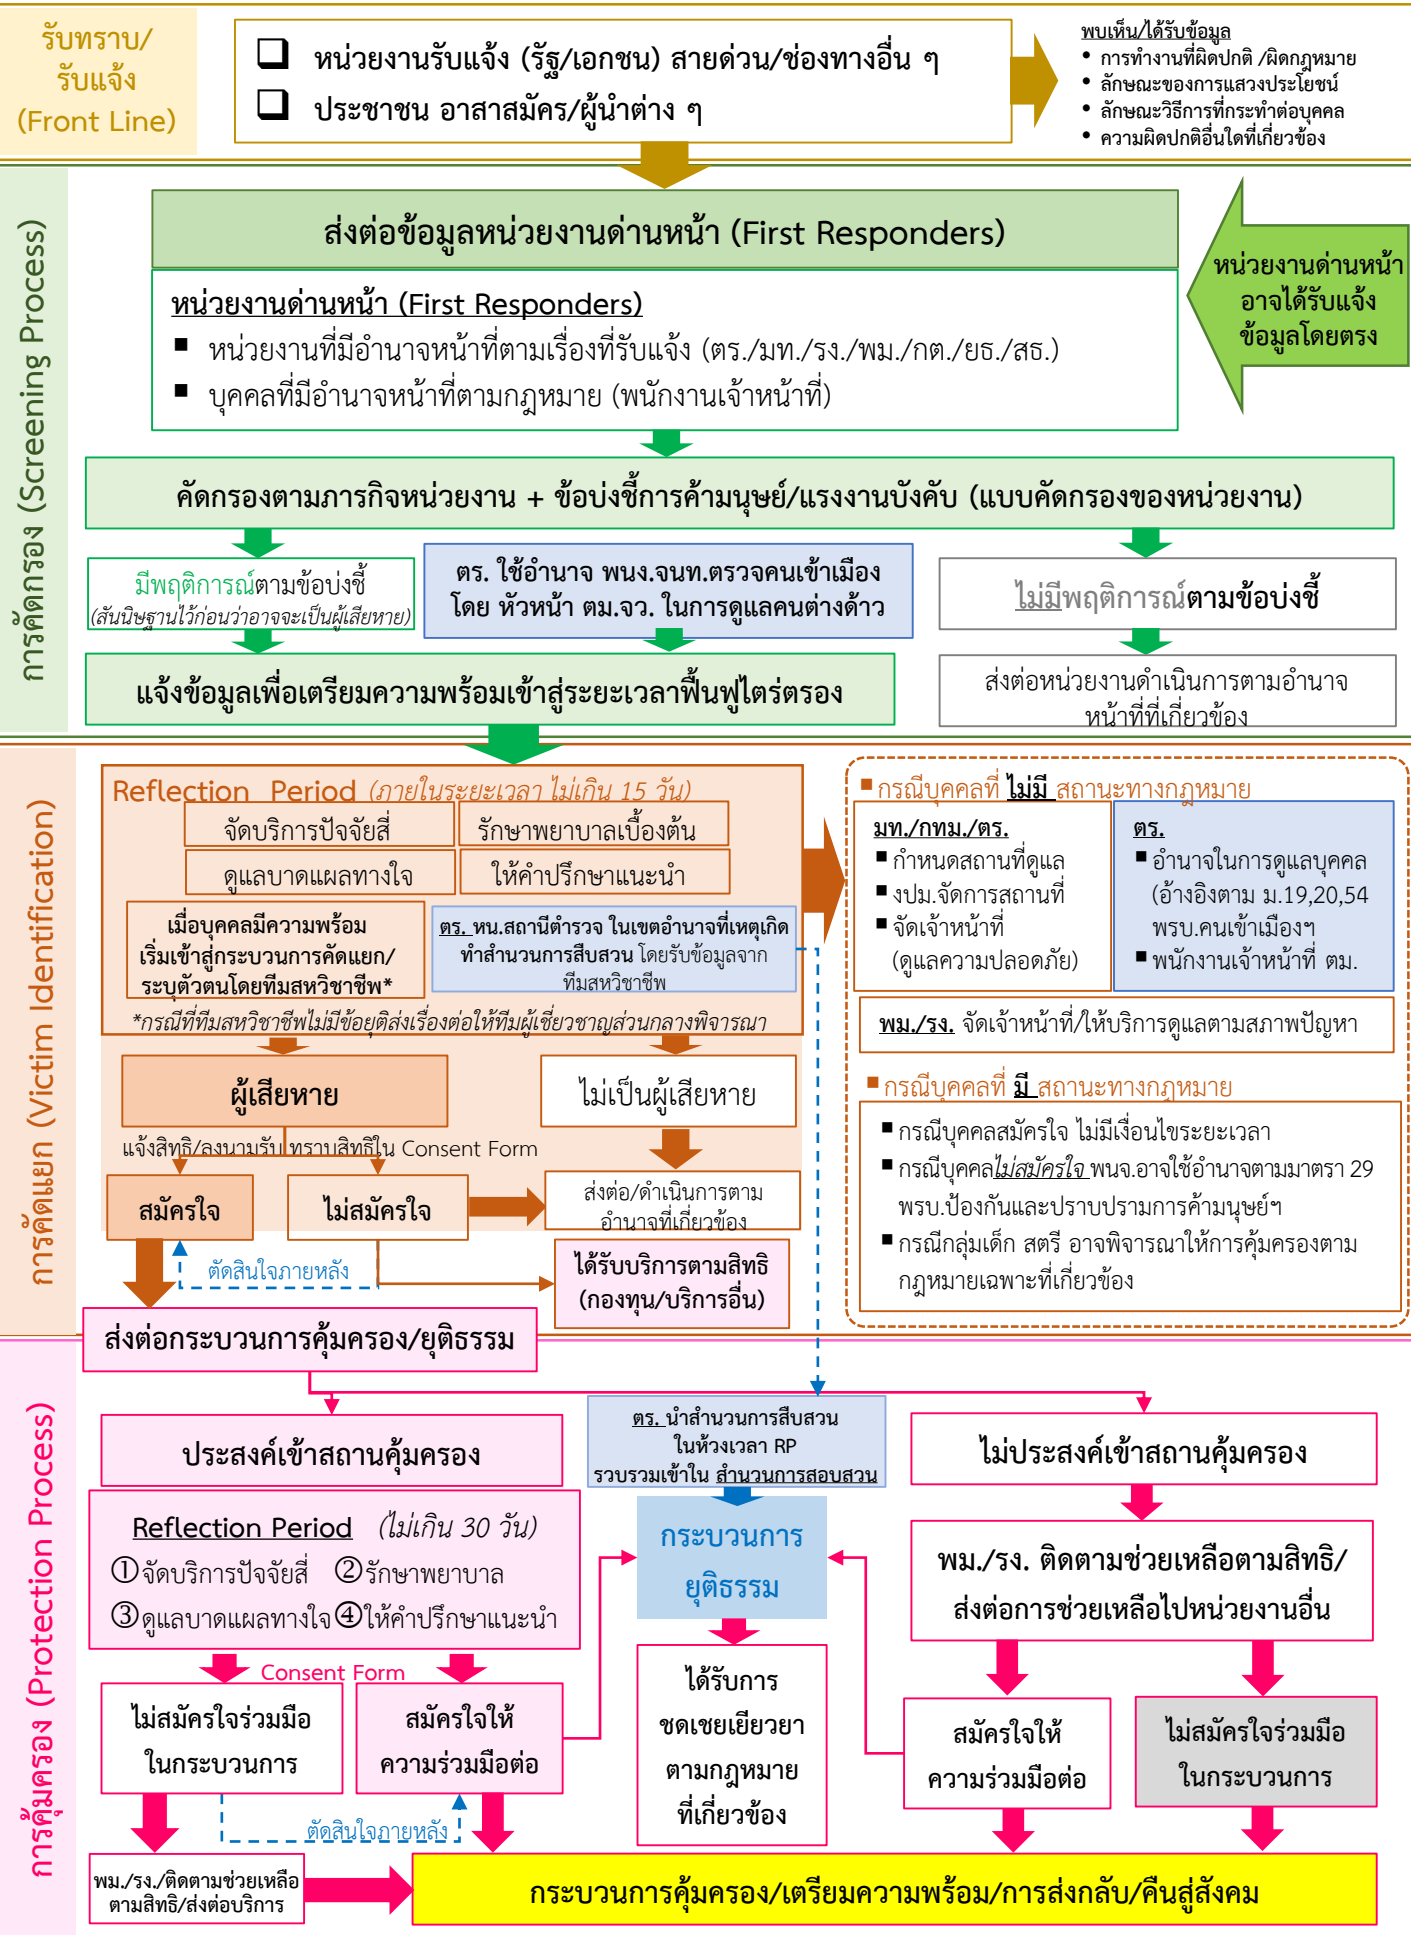 รับทราบ/
รับแจ้ง
(Front Line)
❑ หน่วยงานรับแจ้ง (รัฐ/เอกชน) สายด่วน/ช่องทางอื่น ๆ
❑ ประชาชน อาสาสมัคร/ผู้นำต่าง ๆ
พบเห็น/ได้รับข้อมูล
• การทำงานที่ผิดปกติ /ผิดกฎหมาย
• ลักษณะของการแสวงประโยชน์
• ลักษณะวิธีการที่กระทำต่อบุคคล
• ความผิดปกติอื่นใดที่เกี่ยวข้อง
การคัดกรอง (Screening Process)
ส่งต่อข้อมูลหน่วยงานด่านหน้า (First Responders)
หน่วยงานด่านหน้า (First Responders)
▪ หน่วยงานที่มีอำนาจหน้าที่ตามเรื่องที่รับแจ้ง (ตร./มท./รง./พม./กต./ยธ./สธ.)
▪ บุคคลที่มีอำนาจหน้าที่ตามกฎหมาย (พนักงานเจ้าหน้าที่)
หน่วยงานด่านหน้า
อาจได้รับแจ้ง
ข้อมูลโดยตรง
คัดกรองตามภารกิจหน่วยงาน + ข้อบ่งชี้การค้ามนุษย์/แรงงานบังคับ (แบบคัดกรองของหน่วยงาน)
มีพฤติการณ์ตามข้อบ่งชี้
(สันนิษฐานไว้ก่อนว่าอาจจะเป็นผู้เสียหาย)
ตร. ใช้อำนาจ พนง.จนท.ตรวจคนเข้าเมือง
โดย หัวหน้า ตม.จว. ในการดูแลคนต่างด้าว
ไม่มีพฤติการณ์ตามข้อบ่งชี้
แจ้งข้อมูลเพื่อเตรียมความพร้อมเข้าสู่ระยะเวลาฟื้นฟูไตร่ตรอง
ส่งต่อหน่วยงานดำเนินการตามอำนาจ
หน้าที่ที่เกี่ยวข้อง
การคัดแยก (Victim Identification)
Reflection Period (ภายในระยะเวลา ไม่เกิน 15 วัน)
จัดบริการปัจจัยสี่
รักษาพยาบาลเบื้องต้น
ดูแลบาดแผลทางใจ
ให้คำปรึกษาแนะนำ
เมื่อบุคคลมีความพร้อม
เริ่มเข้าสู่กระบวนการคัดแยก/
ระบุตัวตนโดยทีมสหวิชาชีพ*
ตร. หน.สถานีตำรวจ ในเขตอำนาจที่เหตุเกิด
ทำสำนวนการสืบสวน โดยรับข้อมูลจาก
ทีมสหวิชาชีพ
*กรณีที่ทีมสหวิชาชีพไม่มีข้อยุติส่งเรื่องต่อให้ทีมผู้เชี่ยวชาญส่วนกลางพิจารณา
ผู้เสียหาย
ไม่เป็นผู้เสียหาย
แจ้งสิทธิ/ลงนามรับ ทราบสิทธิใน Consent Form
สมัครใจ
ไม่สมัครใจ
ส่งต่อ/ดำเนินการตาม
อำนาจที่เกี่ยวข้อง
ตัดสินใจภายหลัง
ได้รับบริการตามสิทธิ
(กองทุน/บริการอื่น)
▪ กรณีบุคคลที่ ไม่มี สถานะทางกฎหมาย
มท./กทม./ตร.
▪ กำหนดสถานที่ดูแล
▪ งปม.จัดการสถานที่
▪ จัดเจ้าหน้าที่
(ดูแลความปลอดภัย)
ตร.
▪ อำนาจในการดูแลบุคคล
(อ้างอิงตาม ม.19,20,54
พรบ.คนเข้าเมืองฯ
▪ พนักงานเจ้าหน้าที่ ตม.
พม./รง. จัดเจ้าหน้าที่/ให้บริการดูแลตามสภาพปัญหา
▪ กรณีบุคคลที่ มี สถานะทางกฎหมาย
▪ กรณีบุคคลสมัครใจ ไม่มีเงื่อนไขระยะเวลา
▪ กรณีบุคคลไม่สมัครใจ พนจ.อาจใช้อำนาจตามมาตรา 29
พรบ.ป้องกันและปราบปรามการค้ามนุษย์ฯ
▪ กรณีกลุ่มเด็ก สตรี อาจพิจารณาให้การคุ้มครองตาม
กฎหมายเฉพาะที่เกี่ยวข้อง
ส่งต่อกระบวนการคุ้มครอง/ยุติธรรม
การคุ้มครอง (Protection Process)
ประสงค์เข้าสถานคุ้มครอง
ตร. นำสำนวนการสืบสวน
ในห้วงเวลา RP
รวบรวมเข้าใน สำนวนการสอบสวน
ไม่ประสงค์เข้าสถานคุ้มครอง
Reflection Period (ไม่เกิน 30 วัน)
①จัดบริการปัจจัยสี่ ②รักษาพยาบาล
③ดูแลบาดแผลทางใจ ④ให้คำปรึกษาแนะนำ
กระบวนการ
ยุติธรรม
พม./รง. ติดตามช่วยเหลือตามสิทธิ/
ส่งต่อการช่วยเหลือไปหน่วยงานอื่น
Consent Form
ไม่สมัครใจร่วมมือ
ในกระบวนการ
สมัครใจให้
ความร่วมมือต่อ
ได้รับการ
ชดเชยเยียวยา
ตามกฎหมาย
ที่เกี่ยวข้อง
สมัครใจให้
ความร่วมมือต่อ
ไม่สมัครใจร่วมมือ
ในกระบวนการ
ตัดสินใจภายหลัง
พม./รง./ติดตามช่วยเหลือ
ตามสิทธิ/ส่งต่อบริการ
กระบวนการคุ้มครอง/เตรียมความพร้อม/การส่งกลับ/คืนสู่สังคม